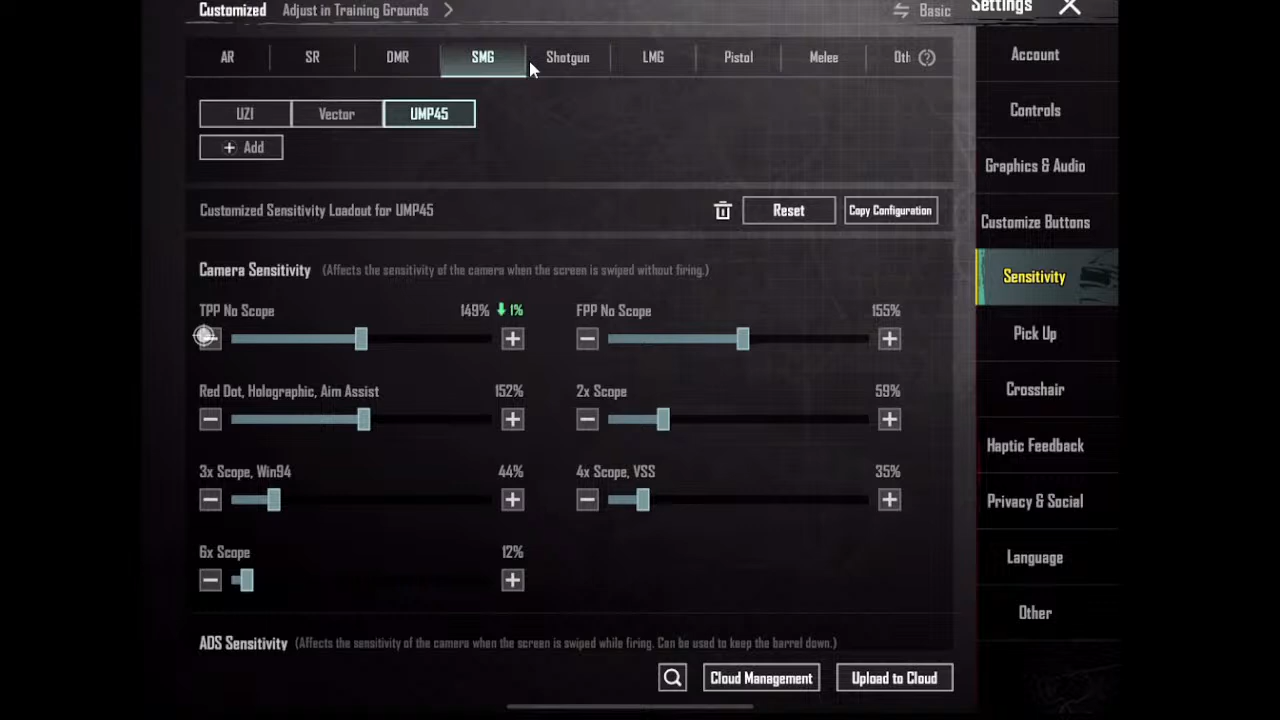 Customized Adjust in Training Grounds Basic Settings
AR SR DMR SMG Shotgun LMG Pistol Melee Oth
Account
UZI Vector UMP45
Controls
+ Add
Graphics & Audio
Customized Sensitivity Loadout for UMP45 Reset Copy Configuration
Customize Buttons
Camera Sensitivity (Affects the sensitivity of the camera when the screen is swiped without firing.)
Sensitivity
TPP No Scope 149% 1% FPP No Scope 155%
Pick Up
Red Dot, Holographic, Aim Assist 152% 2x Scope 59%
Crosshair
Haptic Feedback
3x Scope, Win94 44% 4x Scope, VSS 35%
Privacy & Social
6x Scope 12%
Language
Other
ADS Sensitivity (Affects the sensitivity of the camera when the screen is swiped while firing. Can be used to keep the barrel down.)
Cloud Management Upload to Cloud